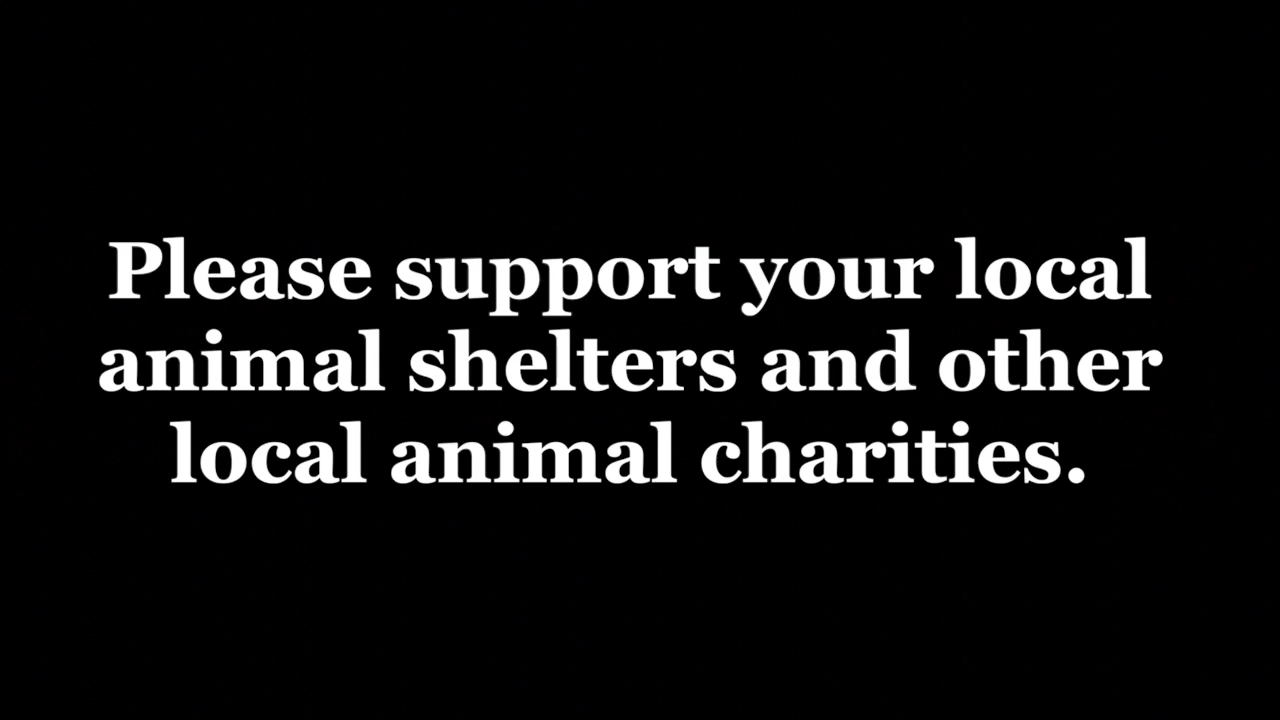 Please support your local
animal shelters and other
local animal charities.